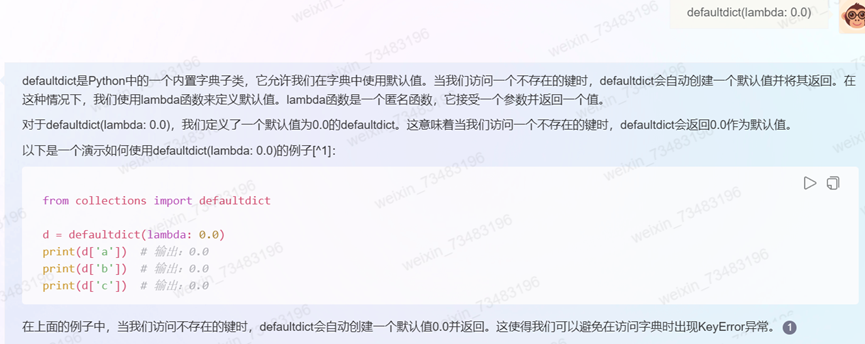 defaultdict(lambda: 0.0)
defaultdict是Python中的一个内置字典子类，它允许我们在字典中使用默认值。当我们访问一个不存在的键时，defaultdict会自动创建一个默认值并将其返回。在
这种情况下，我们使用lambda函数来定义默认值。lambda函数是一个匿名函数，它接受一个参数并返回一个值。
对于defaultdict(lambda: 0.0)，我们定义了一个默认值为0.0的defaultdict。这意味着当我们访问一个不存在的键时，defaultdict会返回0.0作为默认值。
以下是一个演示如何使用defaultdict(lambda: 0.0)的例子[^1]：
from collections import defaultdict
d = defaultdict(lambda: 0.0)
print(d['a'])  # 输出：0.0
print(d['b'])  # 输出：0.0
print(d['c'])  # 输出：0.0
在上面的例子中，当我们访问不存在的键时，defaultdict会自动创建一个默认值0.0并返回。这使得我们可以避免在访问字典时出现KeyError异常。 1
weixin_73483196